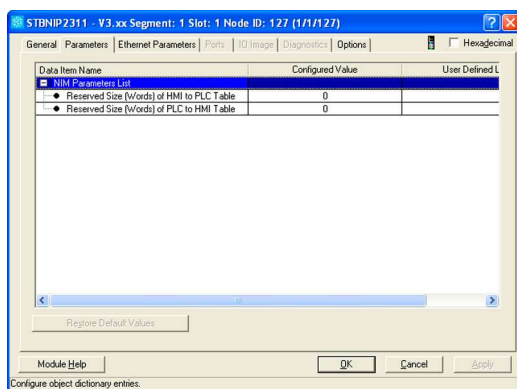 STBNIP2311 - V3.xx Segment: 1 Slot: 1 Node ID: 127 (1/1/127)
General Parameters Ethernet Parameters Ports IO Image Diagnostics Options Hexadecimal
Data Item Name Configured Value User Defined L
NIM Parameters List
Reserved Size (Words) of HMI to PLC Table 0
Reserved Size (Words) of PLC to HMI Table 0
Restore Default Values
Module Help OK Cancel Apply
Configure object dictionary entries.